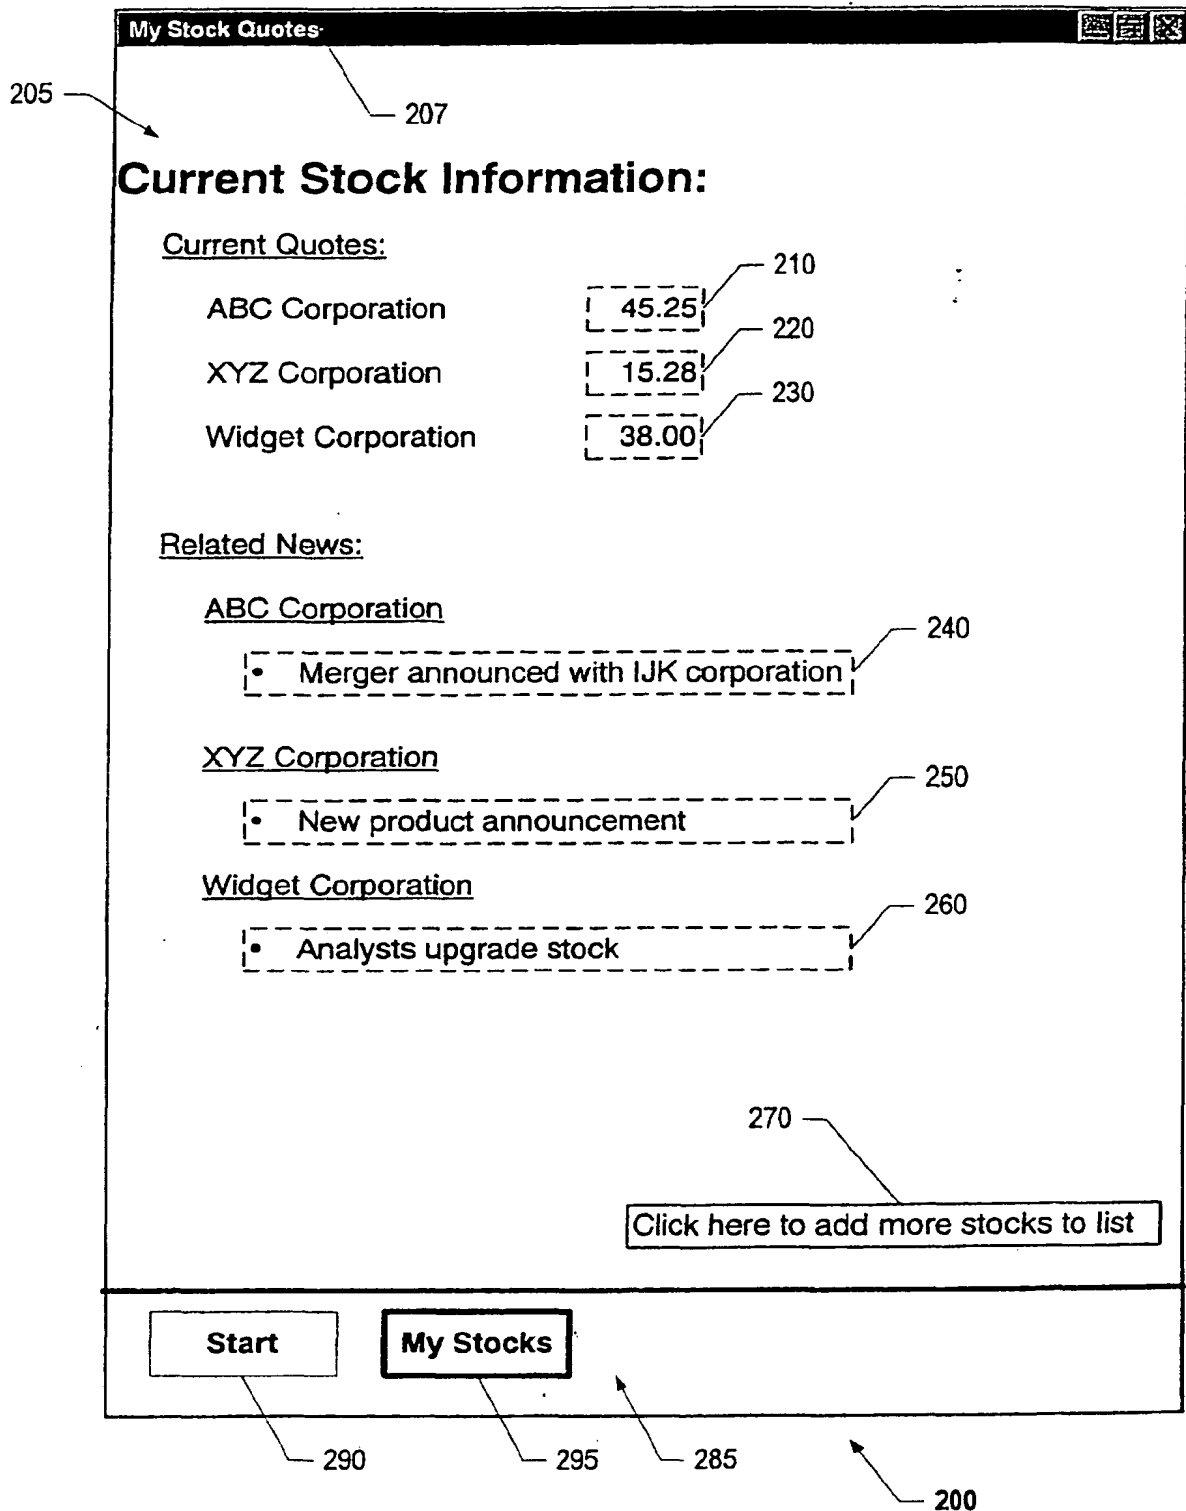 My Stock Quotes
205
207
Current Stock Information:
Current Quotes:
210
ABC Corporation 45.25
220
XYZ Corporation 15.28
230
Widget Corporation 38.00
Related News:
ABC Corporation
240
• Merger announced with IJK corporation
XYZ Corporation
250
• New product announcement
Widget Corporation
260
• Analysts upgrade stock
270
Click here to add more stocks to list
Start My Stocks
290 295 285
200